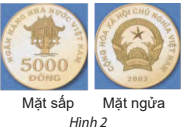 NGÂN HÀNG NHÀ NƯỚC VIỆT NAM
5000
ĐỒNG
CỘNG HÒA XÃ HỘI CHỦ NGHĨA VIỆT NAM
2003
Mặt sấp
Mặt ngửa
Hình 2